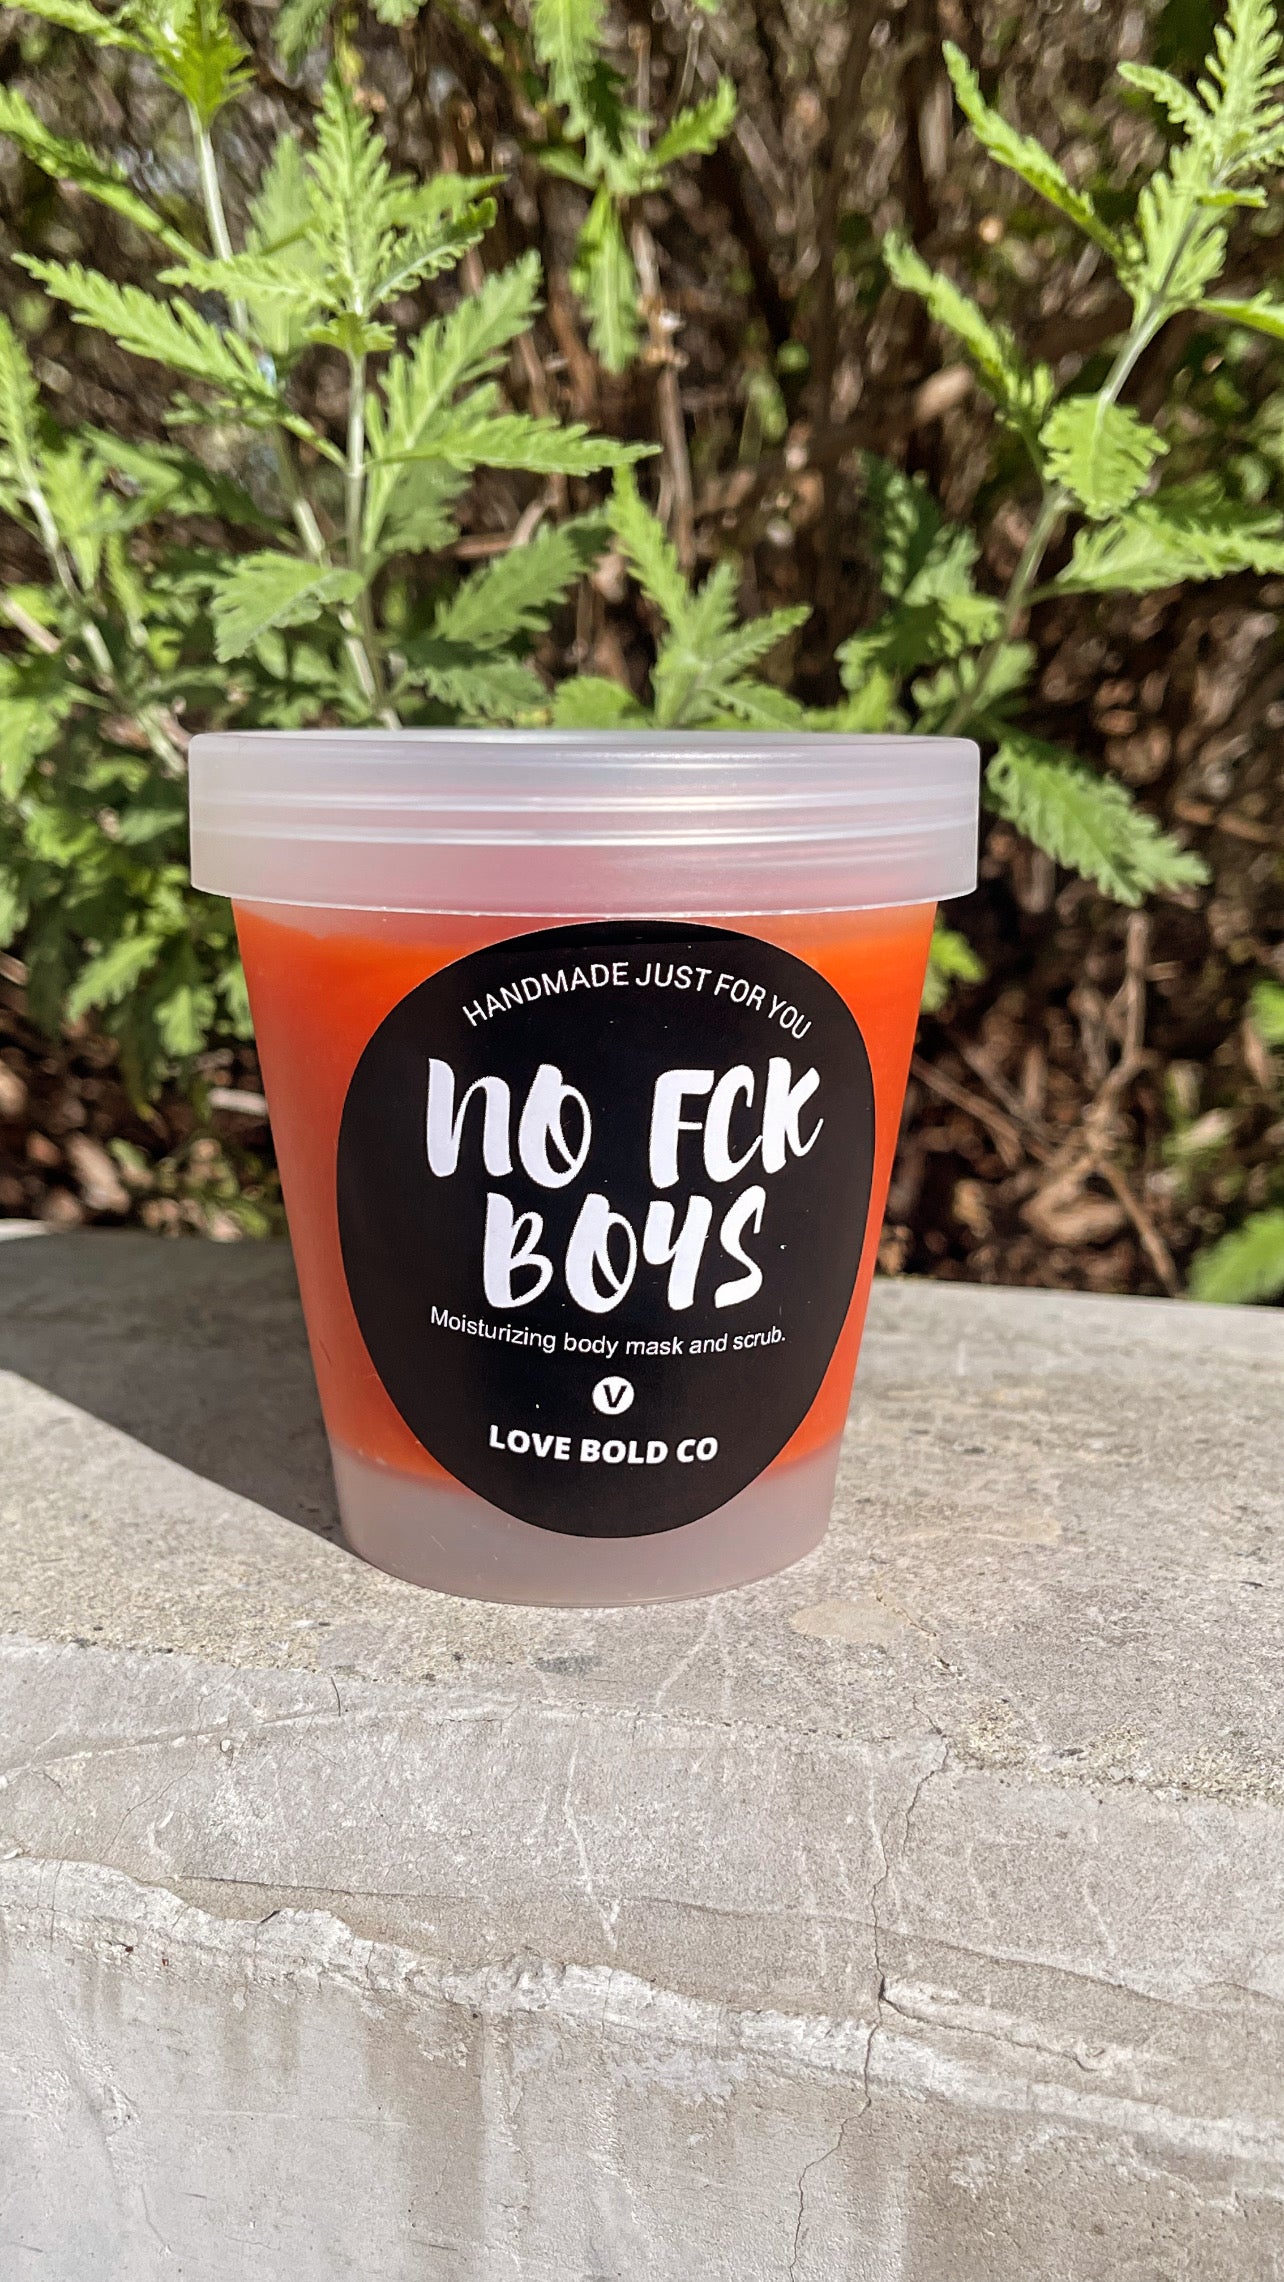 HANDMADE JUST FOR YOU
NO FCK
BOYS
Moisturizing body mask and scrub.
V
LOVE BOLD CO